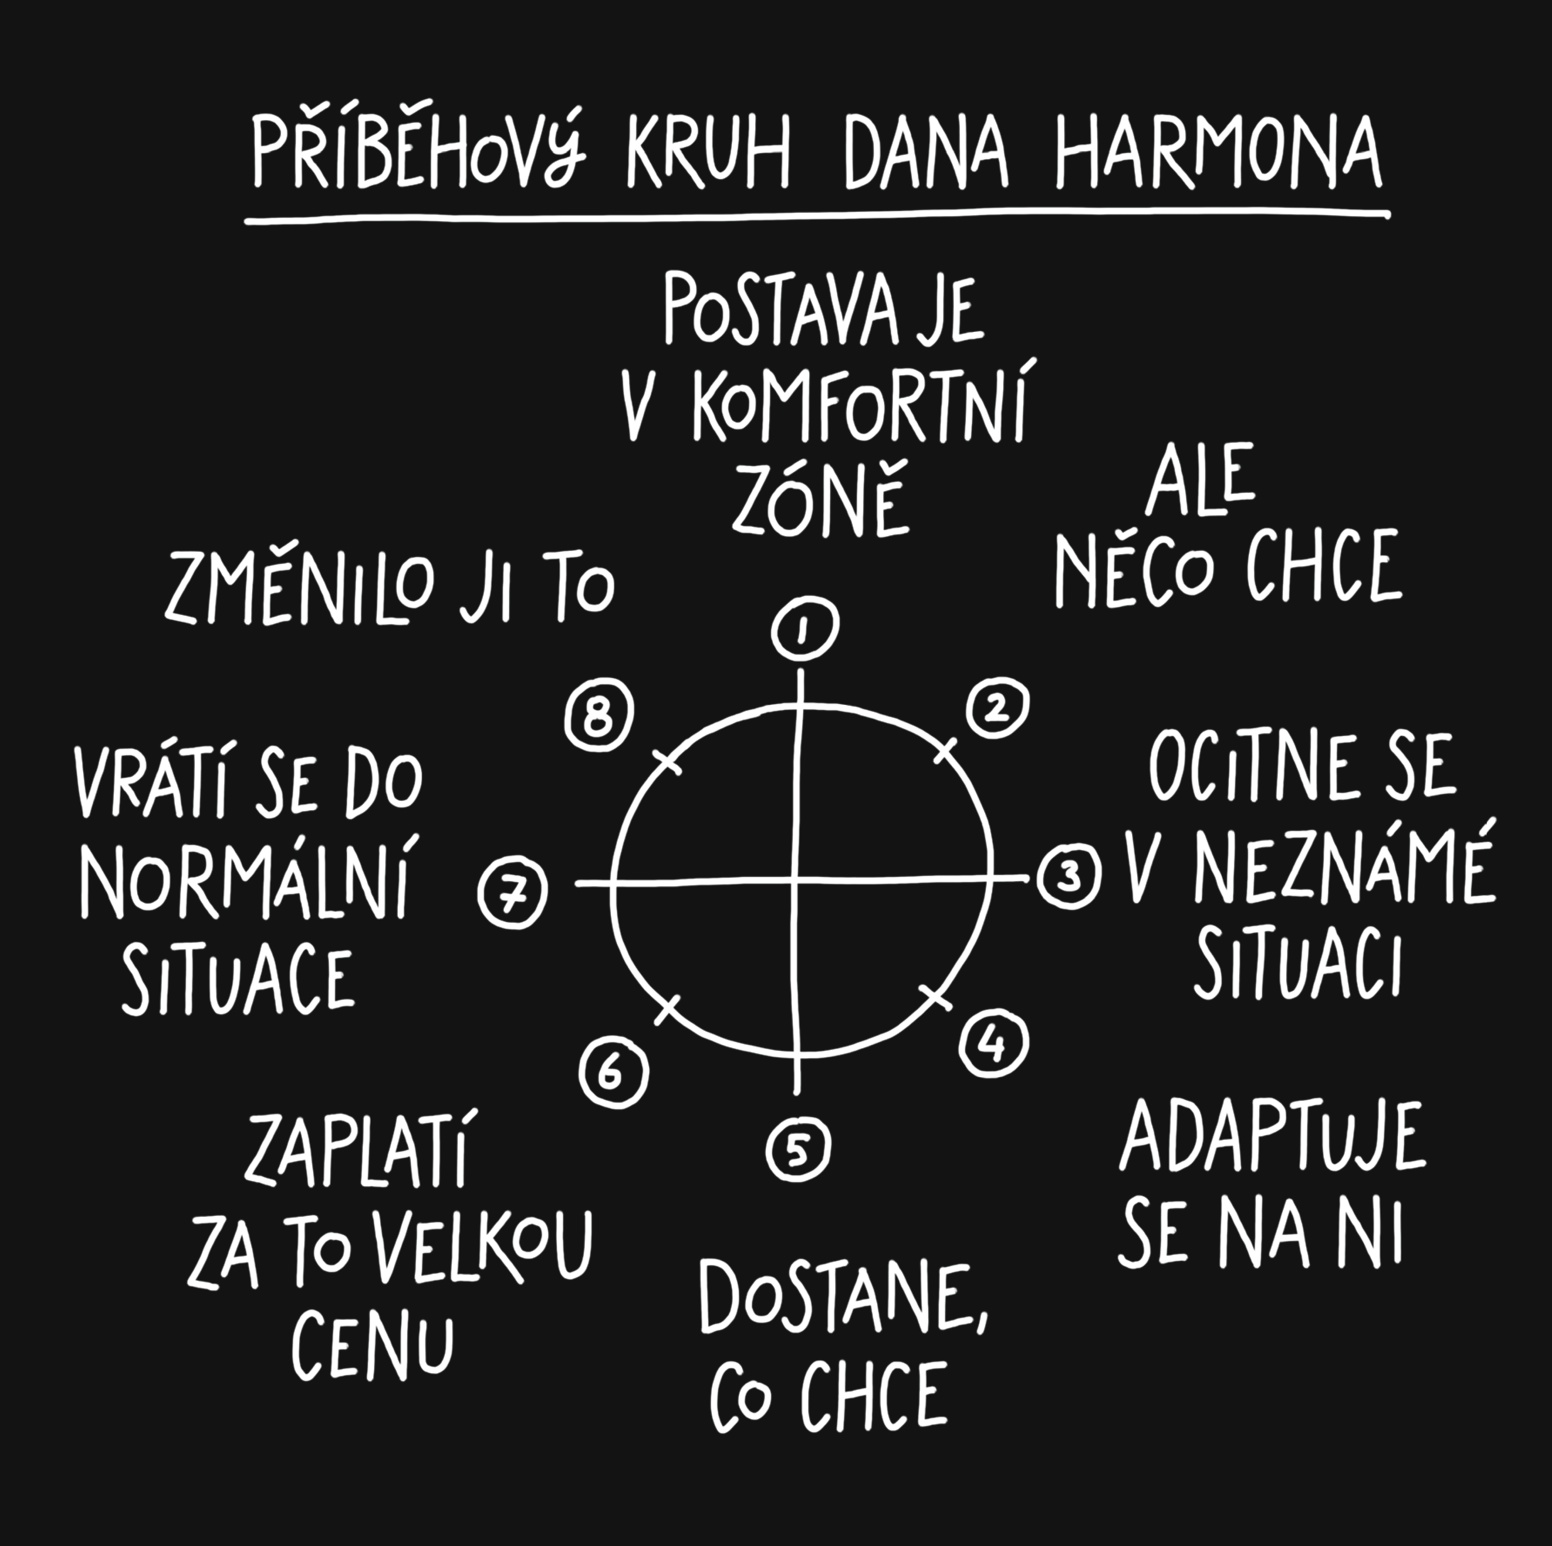 PŘÍBĚHOVÝ KRUH DANA HARMONA
POSTAVA JE
V KOMFORTNÍ
ZÓNĚ
1
ALE
NĚCO CHCE
2
OCITNE SE
V NEZNÁMÉ
SITUACI
3
ADAPTUJE
SE NA NI
4
DOSTANE,
CO CHCE
5
ZAPLATÍ
ZA TO VELKOU
CENU
6
VRÁTÍ SE DO
NORMÁLNÍ
SITUACE
7
ZMĚNILO JI TO
8